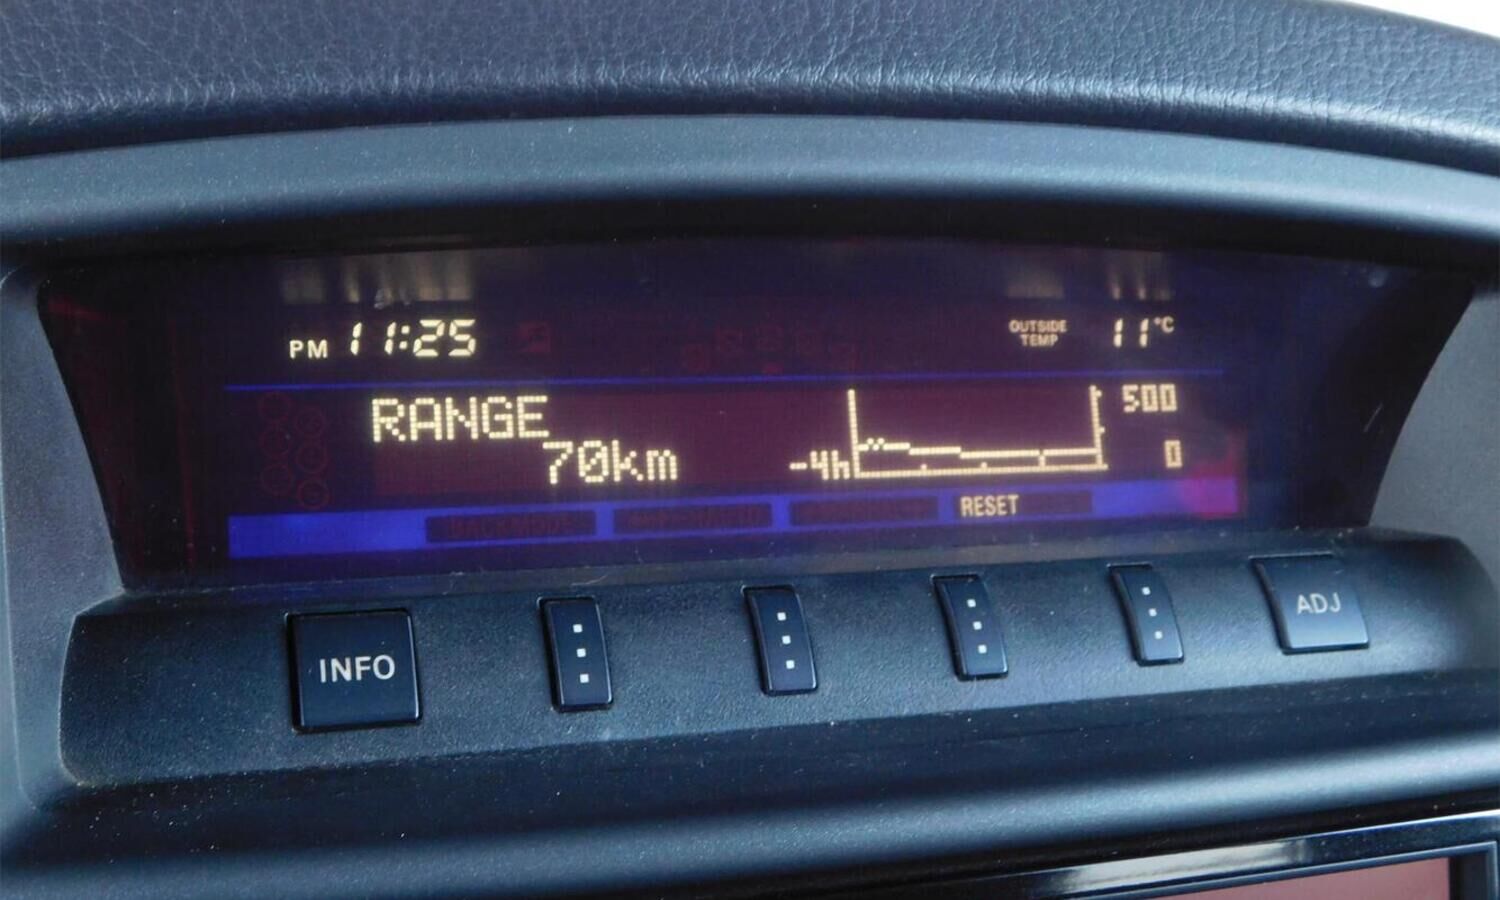 PM 11:25
OUTSIDE TEMP 11°C
RANGE
70km
-4h
500
0
RESET
INFO
ADJ